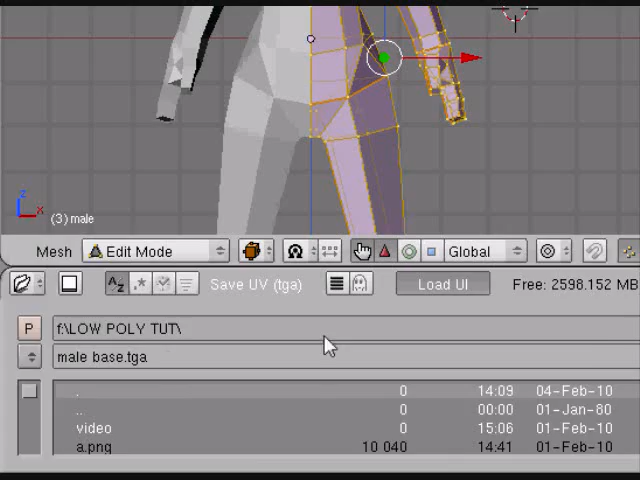 z
x
(3) male
Mesh Edit Mode Global
AZ .* Save UV (tga) Load UI Free: 2598.152 MB
P f:\LOW POLY TUT\
male base.tga
. 0 14:09 04-Feb-10
.. 0 00:00 01-Jan-80
video 0 15:06 01-Feb-10
a.png 10 040 14:41 01-Feb-10